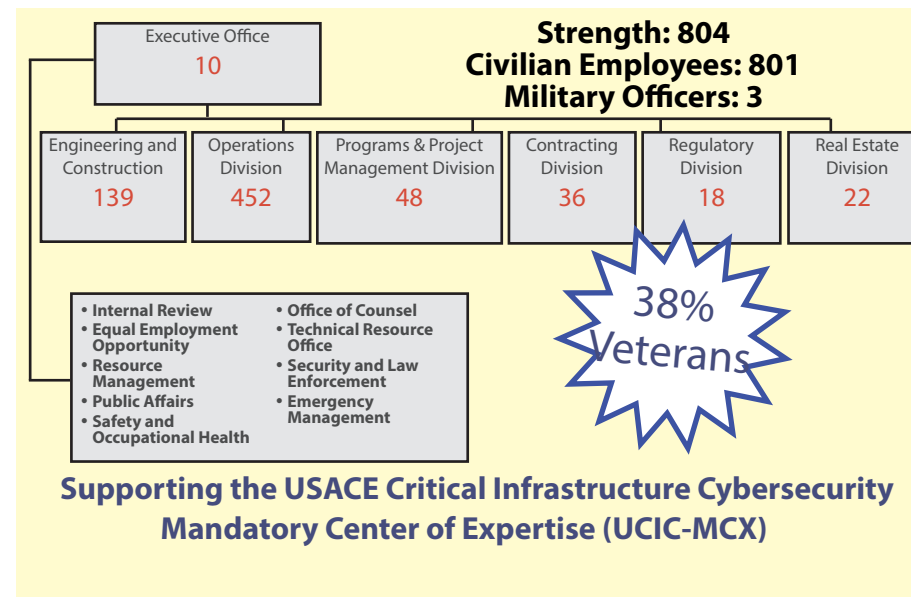 Executive Office
10
Strength: 804
Civilian Employees: 801
Military Officers: 3
Engineering and
Construction
139
Operations
Division
452
Programs & Project
Management Division
48
Contracting
Division
36
Regulatory
Division
18
Real Estate
Division
22
• Internal Review
• Equal Employment
Opportunity
• Resource
Management
• Public Affairs
• Safety and
Occupational Health
• Office of Counsel
• Technical Resource
Office
• Security and Law
Enforcement
• Emergency
Management
38%
Veterans
Supporting the USACE Critical Infrastructure Cybersecurity
Mandatory Center of Expertise (UCIC-MCX)